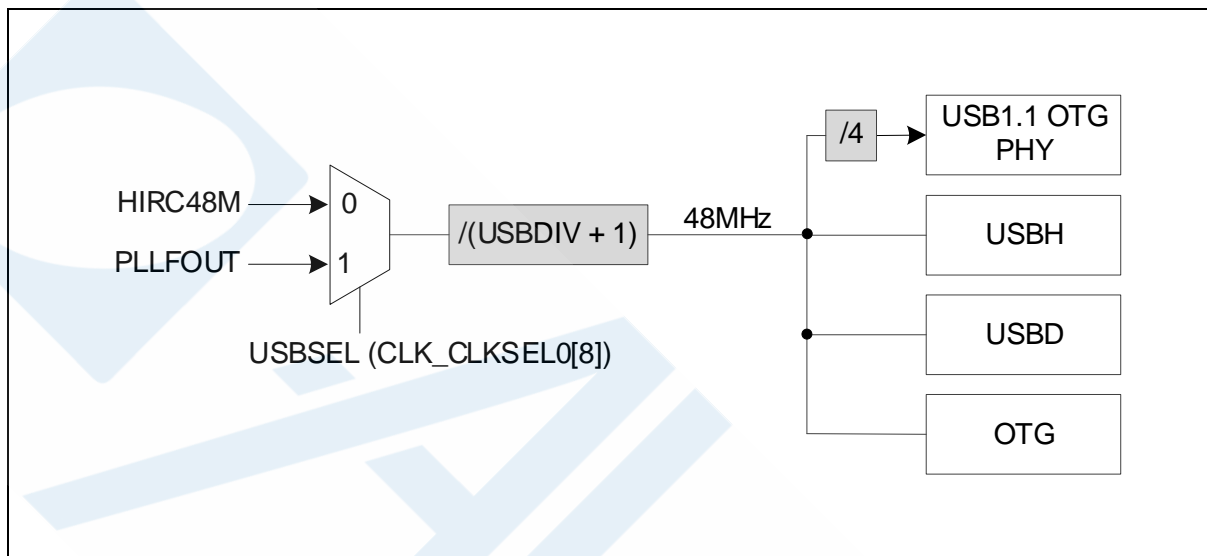 HIRC48M
PLLFOUT
0
1
USBSEL (CLK_CLKSEL0[8])
/(USBDIV + 1)
48MHz
/4
USB1.1 OTG
PHY
USBH
USBD
OTG